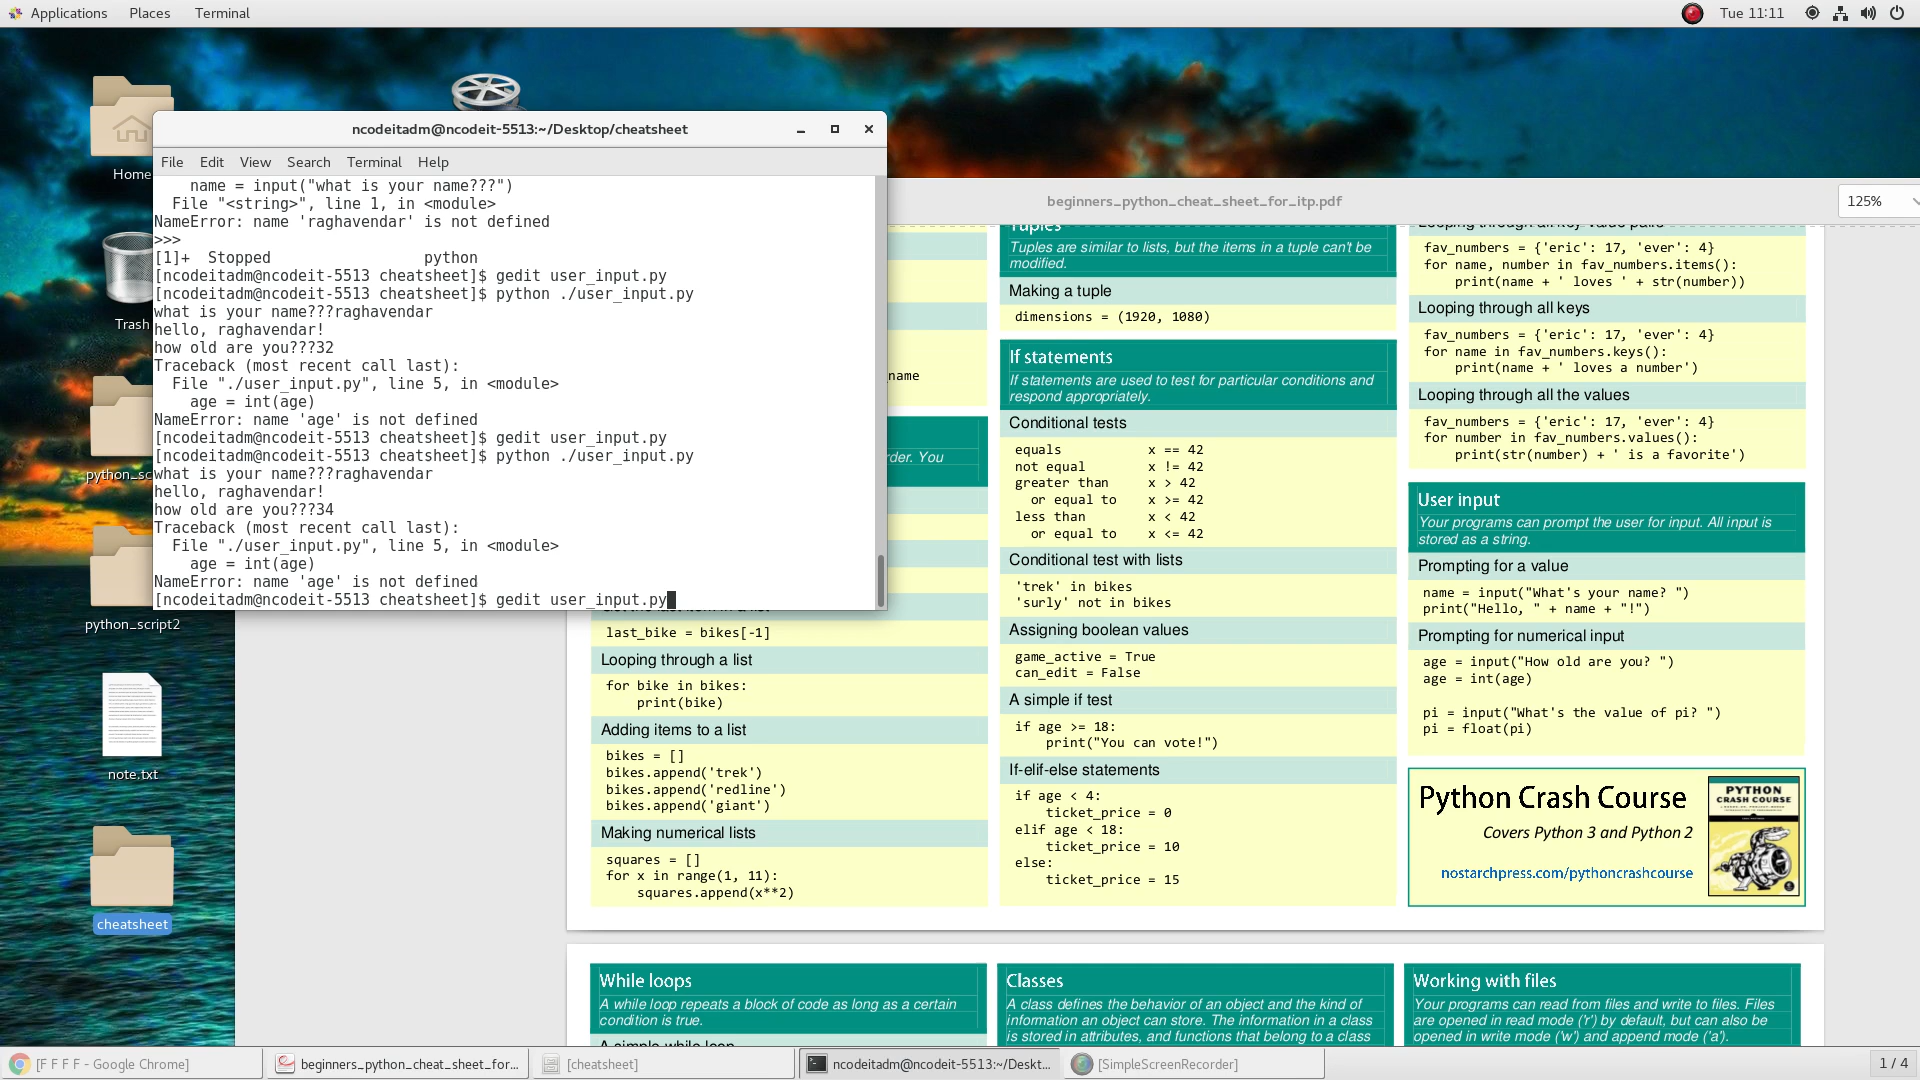 Applications Places Terminal
Tue 11:11
Home
Trash
python_sc
python_script2
note.txt
cheatsheet
ncodeitadm@ncodeit-5513:~/Desktop/cheatsheet
File Edit View Search Terminal Help
name = input("what is your name???")
File "<string>", line 1, in <module>
NameError: name 'raghavendar' is not defined
>>>
[1]+  Stopped                 python
[ncodeitadm@ncodeit-5513 cheatsheet]$ gedit user_input.py
[ncodeitadm@ncodeit-5513 cheatsheet]$ python ./user_input.py
what is your name???raghavendar
hello, raghavendar!
how old are you???32
Traceback (most recent call last):
File "./user_input.py", line 5, in <module>
age = int(age)
NameError: name 'age' is not defined
[ncodeitadm@ncodeit-5513 cheatsheet]$ gedit user_input.py
[ncodeitadm@ncodeit-5513 cheatsheet]$ python ./user_input.py
what is your name???raghavendar
hello, raghavendar!
how old are you???34
Traceback (most recent call last):
File "./user_input.py", line 5, in <module>
age = int(age)
NameError: name 'age' is not defined
[ncodeitadm@ncodeit-5513 cheatsheet]$ gedit user_input.py
beginners_python_cheat_sheet_for_itp.pdf
125%
name
rder. You
last_bike = bikes[-1]
Looping through a list
for bike in bikes:
print(bike)
Adding items to a list
bikes = []
bikes.append('trek')
bikes.append('redline')
bikes.append('giant')
Making numerical lists
squares = []
for x in range(1, 11):
squares.append(x**2)
Tuples
Tuples are similar to lists, but the items in a tuple can't be
modified.
Making a tuple
dimensions = (1920, 1080)
If statements
If statements are used to test for particular conditions and
respond appropriately.
Conditional tests
equals x == 42
not equal x != 42
greater than x > 42
or equal to x >= 42
less than x < 42
or equal to x <= 42
Conditional test with lists
'trek' in bikes
'surly' not in bikes
Assigning boolean values
game_active = True
can_edit = False
A simple if test
if age >= 18:
print("You can vote!")
If-elif-else statements
if age < 4:
ticket_price = 0
elif age < 18:
ticket_price = 10
else:
ticket_price = 15
Looping through all key-value pairs
fav_numbers = {'eric': 17, 'ever': 4}
for name, number in fav_numbers.items():
print(name + ' loves ' + str(number))
Looping through all keys
fav_numbers = {'eric': 17, 'ever': 4}
for name in fav_numbers.keys():
print(name + ' loves a number')
Looping through all the values
fav_numbers = {'eric': 17, 'ever': 4}
for number in fav_numbers.values():
print(str(number) + ' is a favorite')
User input
Your programs can prompt the user for input. All input is
stored as a string.
Prompting for a value
name = input("What's your name? ")
print("Hello, " + name + "!")
Prompting for numerical input
age = input("How old are you? ")
age = int(age)
pi = input("What's the value of pi? ")
pi = float(pi)
Python Crash Course
Covers Python 3 and Python 2
nostarchpress.com/pythoncrashcourse
PYTHON
CRASH COURSE
While loops
A while loop repeats a block of code as long as a certain
condition is true.
A simple while loop
Classes
A class defines the behavior of an object and the kind of
information an object can store. The information in a class
is stored in attributes, and functions that belong to a class
Working with files
Your programs can read from files and write to files. Files
are opened in read mode ('r') by default, but can also be
opened in write mode ('w') and append mode ('a').
[F F F F - Google Chrome]
beginners_python_cheat_sheet_for...
[cheatsheet]
ncodeitadm@ncodeit-5513:~/Deskt...
[SimpleScreenRecorder]
1 / 4